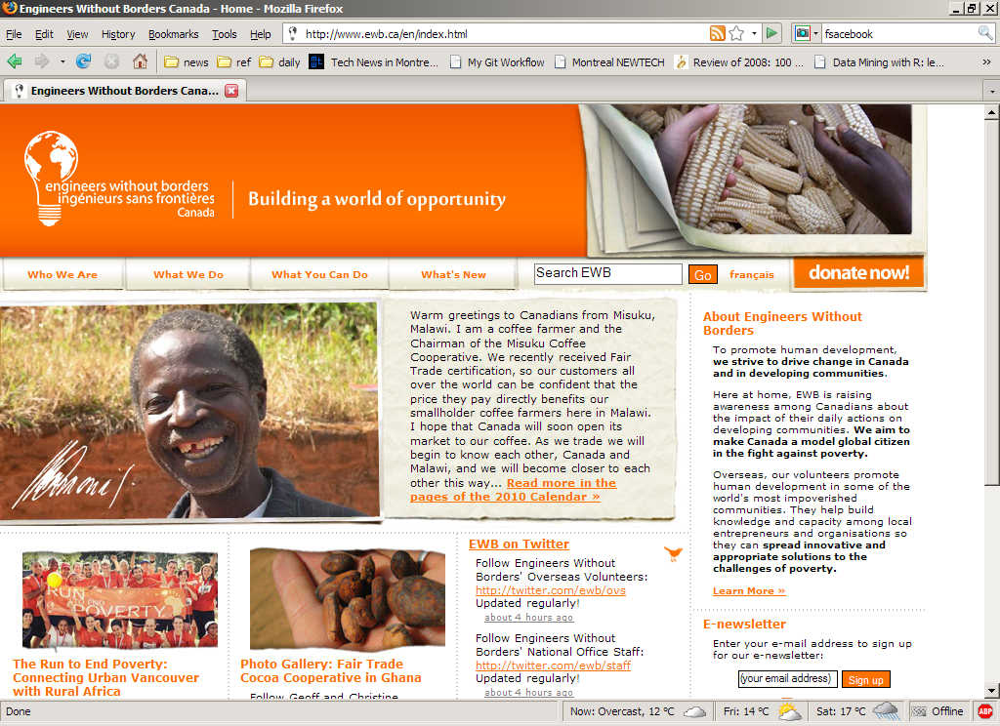 Engineers Without Borders Canada - Home - Mozilla Firefox
File Edit View History Bookmarks Tools Help
http://www.ewb.ca/en/index.html
fsacebook
news ref daily Tech News in Montre... My Git Workflow Montreal NEWTECH Review of 2008: 100 ... Data Mining with R: le... »
Engineers Without Borders Cana...
engineers without borders
ingénieurs sans frontières
Canada
Building a world of opportunity
Who We Are What We Do What You Can Do What's New Search EWB Go français donate now!
Warm greetings to Canadians from Misuku,
Malawi. I am a coffee farmer and the
Chairman of the Misuku Coffee
Cooperative. We recently received Fair
Trade certification, so our customers all
over the world can be confident that the
price they pay directly benefits our
smallholder coffee farmers here in Malawi.
I hope that Canada will soon open its
market to our coffee. As we trade we will
begin to know each other, Canada and
Malawi, and we will become closer to each
other this way... Read more in the
pages of the 2010 Calendar »
About Engineers Without
Borders
To promote human development,
we strive to drive change in Canada
and in developing communities.
Here at home, EWB is raising
awareness among Canadians about
the impact of their daily actions on
developing communities. We aim to
make Canada a model global citizen
in the fight against poverty.
Overseas, our volunteers promote
human development in some of the
world's most impoverished
communities. They help build
knowledge and capacity among local
entrepreneurs and organisations so
they can spread innovative and
appropriate solutions to the
challenges of poverty.
Learn More »
E-newsletter
Enter your e-mail address to sign up
for our e-newsletter:
(your email address) Sign up
RUN
END
POVERTY
The Run to End Poverty:
Connecting Urban Vancouver
with Rural Africa
Photo Gallery: Fair Trade
Cocoa Cooperative in Ghana
Follow Geoff and Christine
EWB on Twitter
Follow Engineers Without
Borders' Overseas Volunteers:
http://twitter.com/ewb/ovs
Updated regularly!
about 4 hours ago
Follow Engineers Without
Borders' National Office Staff:
http://twitter.com/ewb/staff
Updated regularly!
about 4 hours ago
Done Now: Overcast, 12 °C Fri: 14 °C Sat: 17 °C Offline ABP